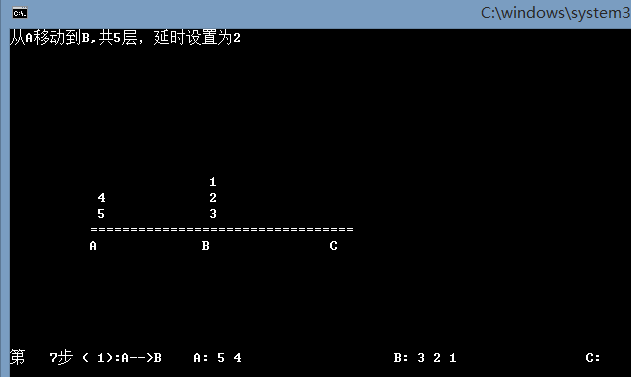 C:\windows\system3
从A移动到B,共5层，延时设置为2
1
4 2
5 3
=================================
A B C
第 7步 ( 1):A-->B A: 5 4 B: 3 2 1 C: